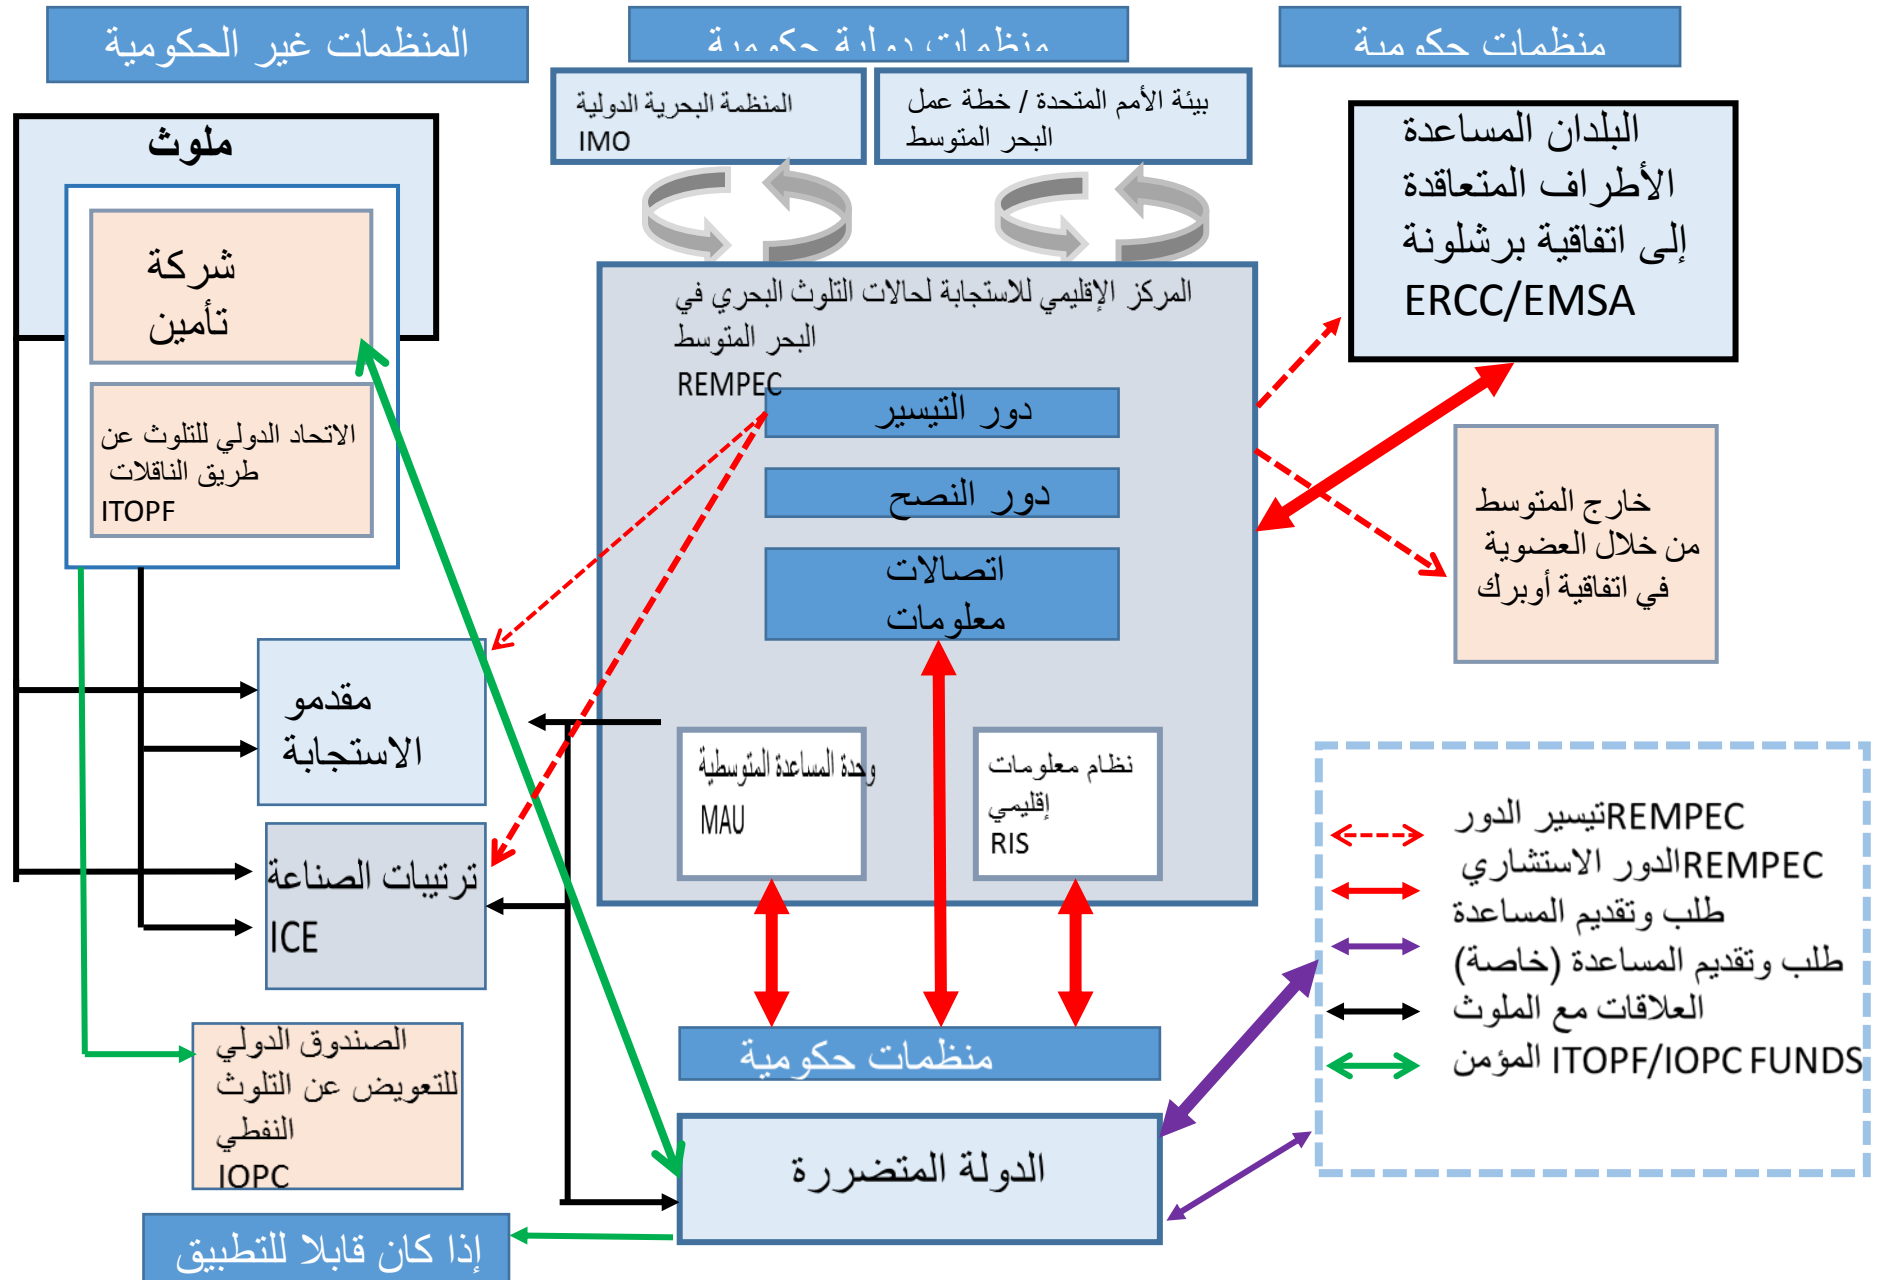 المنظمات غير الحكومية
منظمات دولية حكومية
منظمات حكومية
ملوث
شركة
تأمين
الاتحاد الدولي للتلوث عن
طريق الناقلات
ITOPF
المنظمة البحرية الدولية
IMO
بيئة الأمم المتحدة / خطة عمل
البحر المتوسط
البلدان المساعدة
الأطراف المتعاقدة
إلى اتفاقية برشلونة
ERCC/EMSA
المركز الإقليمي للاستجابة لحالات التلوث البحري في
البحر المتوسط
REMPEC
دور التيسير
دور النصح
اتصالات
معلومات
خارج المتوسط
من خلال العضوية
في اتفاقية أوبرك
مقدمو
الاستجابة
وحدة المساعدة المتوسطية
MAU
نظام معلومات
إقليمي
RIS
ترتيبات الصناعة
ICE
الصندوق الدولي
للتعويض عن التلوث
النفطي
IOPC
منظمات حكومية
الدولة المتضررة
إذا كان قابلا للتطبيق
REMPECتيسير الدور
REMPECالدور الاستشاري
طلب وتقديم المساعدة
طلب وتقديم المساعدة (خاصة)
العلاقات مع الملوث
المؤمن ITOPF/IOPC FUNDS